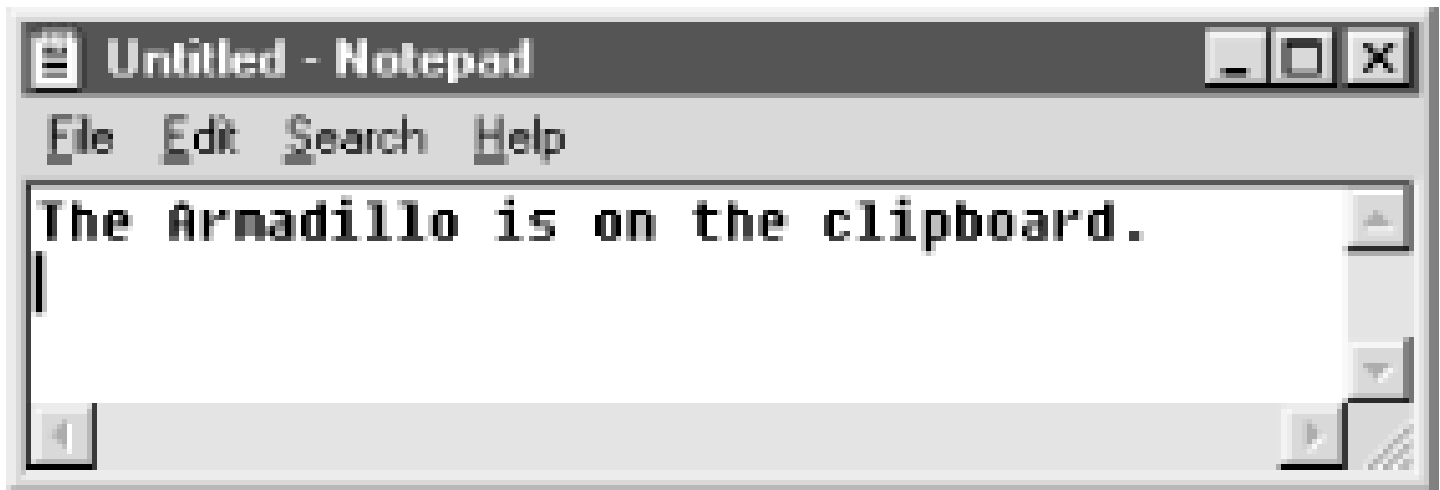 Untitled - Notepad
File Edit Search Help
The Armadillo is on the clipboard.